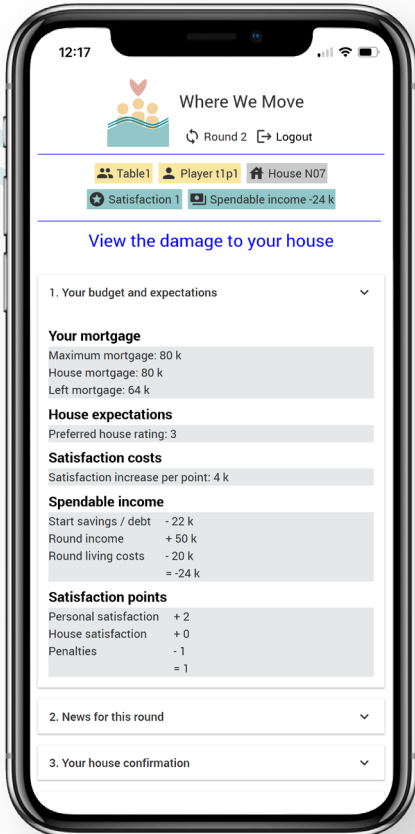 12:17
Where We Move
Round 2 Logout
Table1 Player t1p1 House N07
Satisfaction 1 Spendable income -24 k
View the damage to your house
1. Your budget and expectations
Your mortgage
Maximum mortgage: 80 k
House mortgage: 80 k
Left mortgage: 64 k
House expectations
Preferred house rating: 3
Satisfaction costs
Satisfaction increase per point: 4 k
Spendable income
Start savings / debt - 22 k
Round income + 50 k
Round living costs - 20 k
= -24 k
Satisfaction points
Personal satisfaction + 2
House satisfaction + 0
Penalties - 1
= 1
2. News for this round
3. Your house confirmation